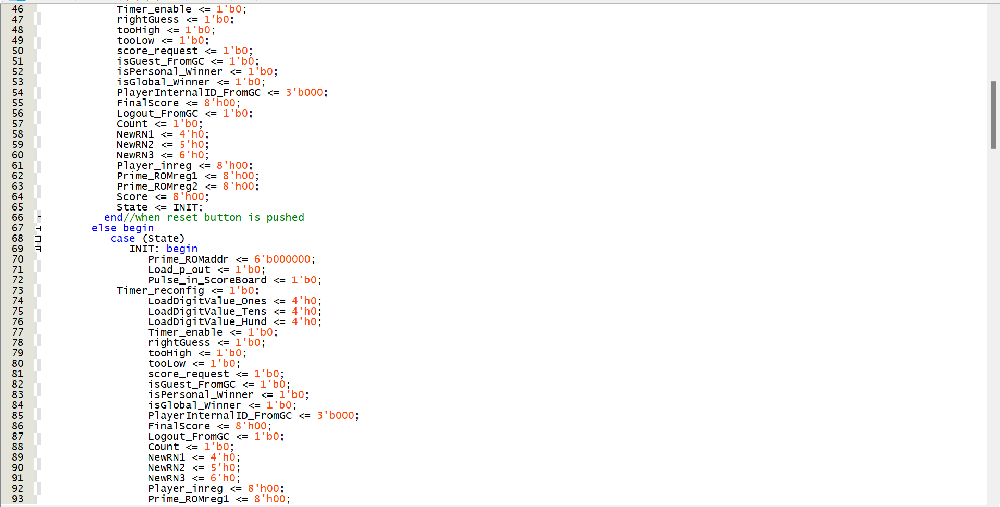 46 Timer_enable <= 1'b0;
47 rightGuess <= 1'b0;
48 tooHigh <= 1'b0;
49 tooLow <= 1'b0;
50 score_request <= 1'b0;
51 isGuest_FromGC <= 1'b0;
52 isPersonal_Winner <= 1'b0;
53 isGlobal_Winner <= 1'b0;
54 PlayerInternalID_FromGC <= 3'b000;
55 FinalScore <= 8'h00;
56 Logout_FromGC <= 1'b0;
57 Count <= 1'b0;
58 NewRN1 <= 4'h0;
59 NewRN2 <= 5'h0;
60 NewRN3 <= 6'h0;
61 Player_inreg <= 8'h00;
62 Prime_ROMreg1 <= 8'h00;
63 Prime_ROMreg2 <= 8'h00;
64 Score <= 8'h00;
65 State <= INIT;
66 end//when reset button is pushed
67 else begin
68 case (State)
69 INIT: begin
70 Prime_ROMaddr <= 6'b000000;
71 Load_p_out <= 1'b0;
72 Pulse_in_ScoreBoard <= 1'b0;
73 Timer_reconfig <= 1'b0;
74 LoadDigitValue_Ones <= 4'h0;
75 LoadDigitValue_Tens <= 4'h0;
76 LoadDigitValue_Hund <= 4'h0;
77 Timer_enable <= 1'b0;
78 rightGuess <= 1'b0;
79 tooHigh <= 1'b0;
80 tooLow <= 1'b0;
81 score_request <= 1'b0;
82 isGuest_FromGC <= 1'b0;
83 isPersonal_Winner <= 1'b0;
84 isGlobal_Winner <= 1'b0;
85 PlayerInternalID_FromGC <= 3'b000;
86 FinalScore <= 8'h00;
87 Logout_FromGC <= 1'b0;
88 Count <= 1'b0;
89 NewRN1 <= 4'h0;
90 NewRN2 <= 5'h0;
91 NewRN3 <= 6'h0;
92 Player_inreg <= 8'h00;
93 Prime_ROMreg1 <= 8'h00;